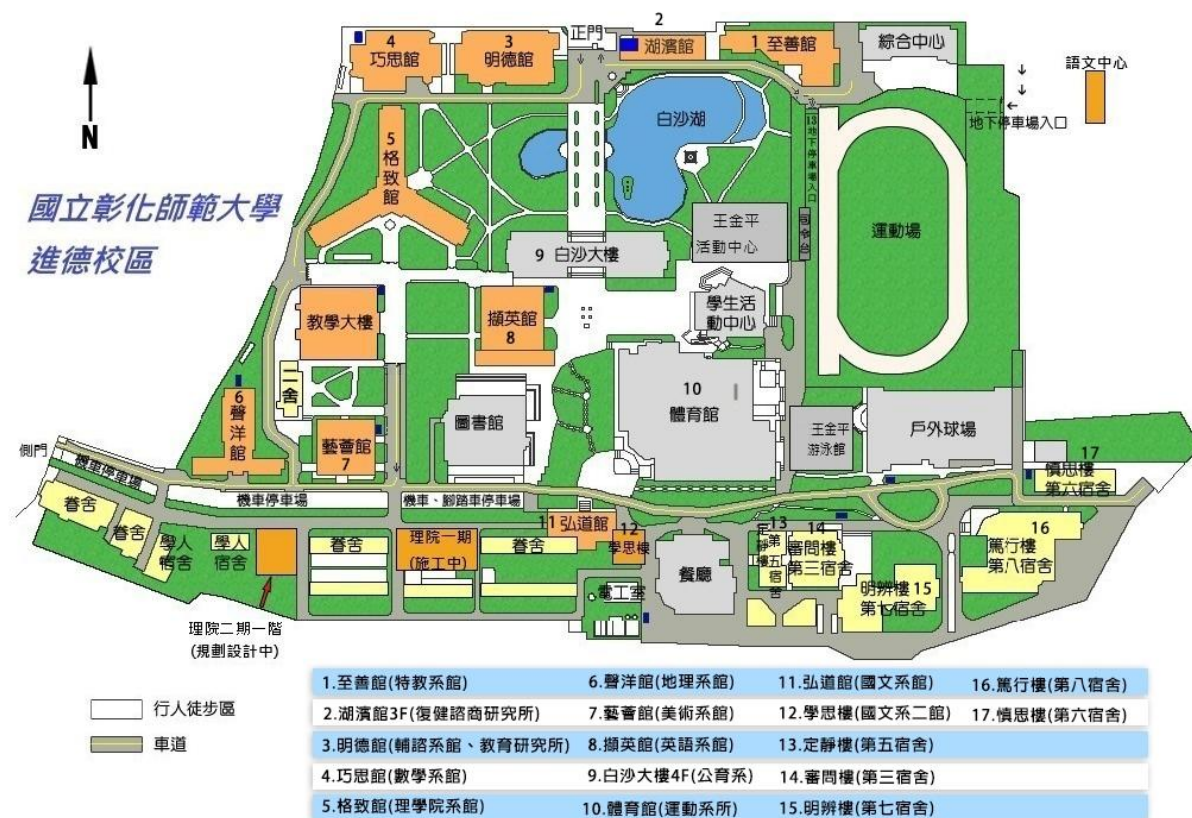 2
正門
湖濱館
4
巧思館
3
明德館
1 至善館
綜合中心
語文中心
N
地下停車場入口
5
格致館
白沙湖
13地下停車場入口
運動場
國立彰化師範大學
進德校區
王金平
活動中心
司令台
9 白沙大樓
學生活
動中心
教學大樓
擷英館
8
二舍
10
體育館
6
聲洋館
藝薈館
7
圖書館
王金平
游泳館
戶外球場
側門
機車停車場
機車停車場
機車、腳踏車停車場
17
慎思樓
第六宿舍
眷舍
眷舍
學人
宿舍
學人
宿舍
眷舍
理院一期
(施工中)
眷舍
11 弘道館
12
學思樓
餐廳
13
定靜樓
第五宿舍
14
審問樓
第三宿舍
16
篤行樓
第八宿舍
明辨樓 15
第七宿舍
電工室
理院二期一階
(規劃設計中)
行人徒步區
車道
1.至善館(特教系館)
6.聲洋館(地理系館)
11.弘道館(國文系館)
16.篤行樓(第八宿舍)
2.湖濱館3F(復健諮商研究所)
7.藝薈館(美術系館)
12.學思樓(國文系二館)
17.慎思樓(第六宿舍)
3.明德館(輔諮系館、教育研究所)
8.擷英館(英語系館)
13.定靜樓(第五宿舍)
4.巧思館(數學系館)
9.白沙大樓4F(公育系)
14.審問樓(第三宿舍)
5.格致館(理學院系館)
10.體育館(運動系所)
15.明辨樓(第七宿舍)